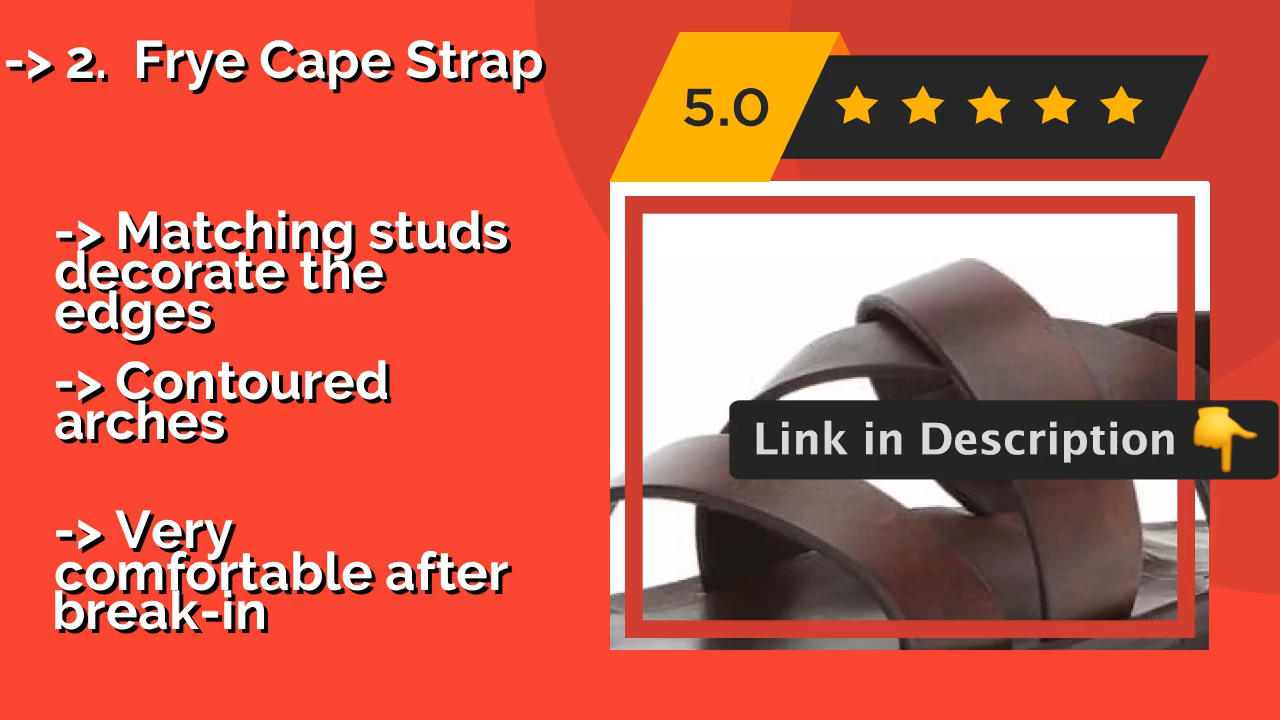 -> 2.  Frye Cape Strap
5.0
-> Matching studs
decorate the
edges
-> Contoured
arches
Link in Description
-> Very
comfortable after
break-in